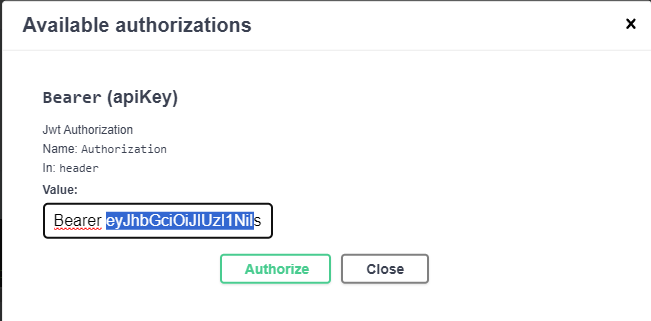 Available authorizations
×
Bearer (apiKey)
Jwt Authorization
Name: Authorization
In: header
Value:
Bearer eyJhbGciOiJIUzI1NiIs
Authorize Close